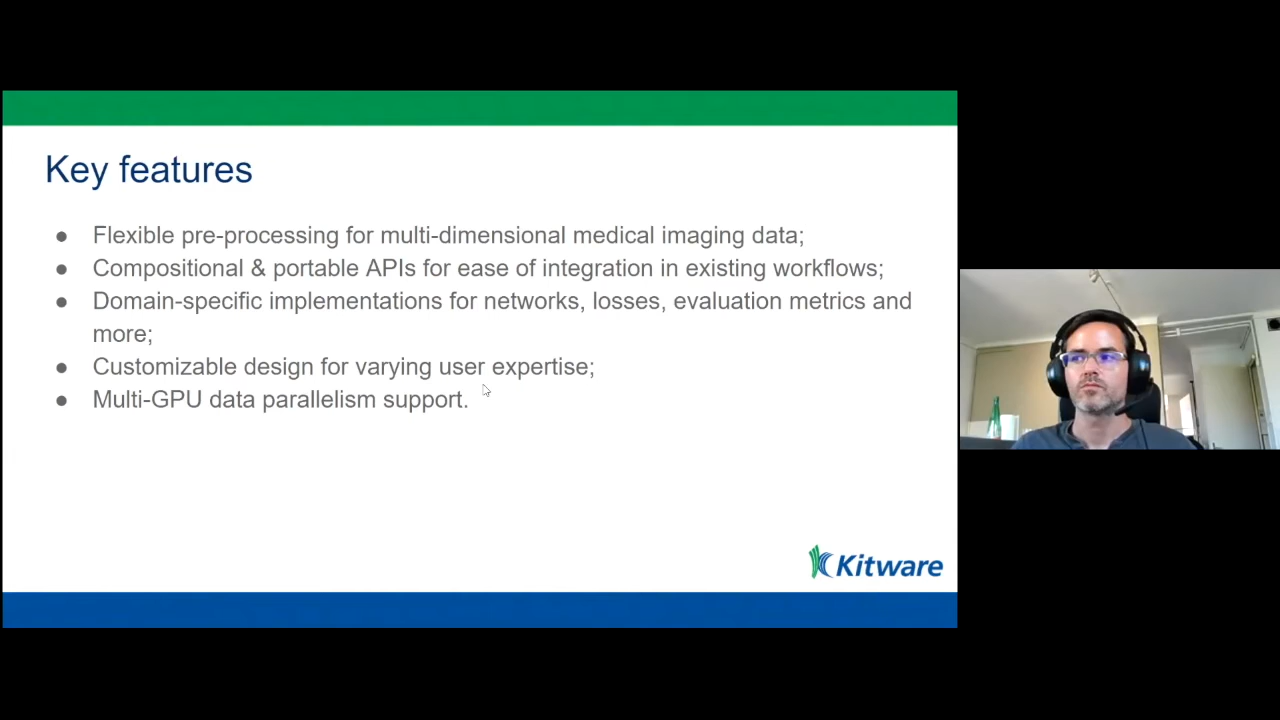 Key features
● Flexible pre-processing for multi-dimensional medical imaging data;
● Compositional & portable APIs for ease of integration in existing workflows;
● Domain-specific implementations for networks, losses, evaluation metrics and
more;
● Customizable design for varying user expertise;
● Multi-GPU data parallelism support.
Kitware